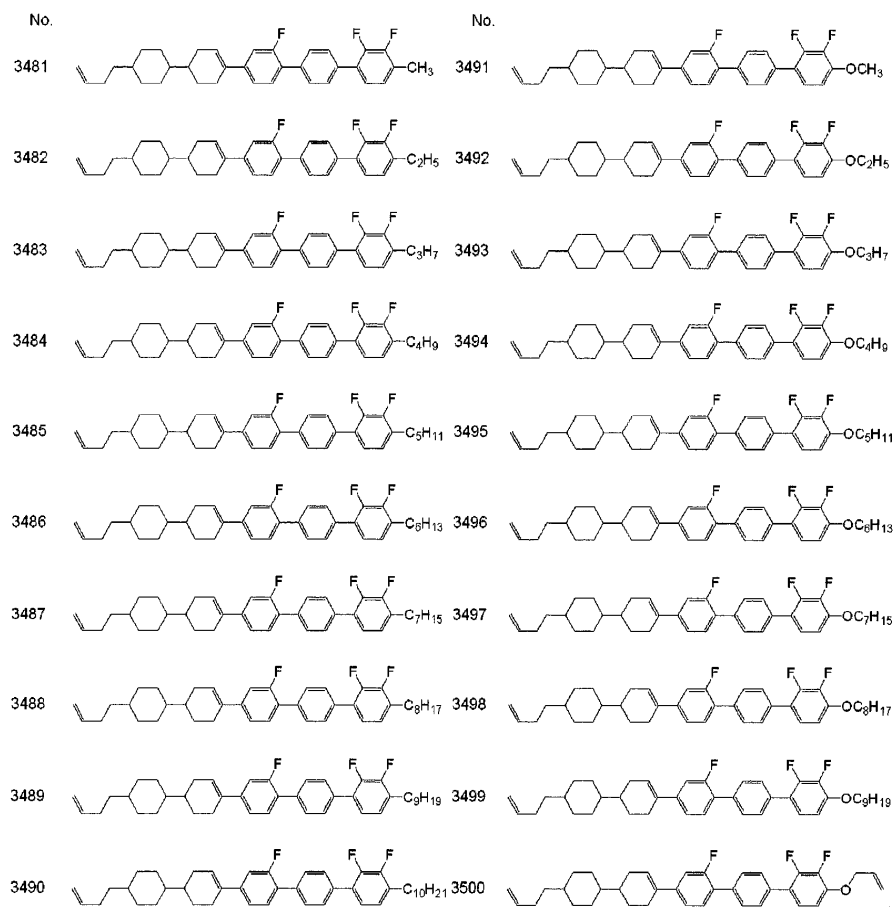 No. No.
F F F F F F
3481 CH3 3491 OCH3
F F F F F F
3482 C2H5 3492 OC2H5
F F F F F F
3483 C3H7 3493 OC3H7
F F F F F F
3484 C4H9 3494 OC4H9
F F F F F F
3485 C5H11 3495 OC5H11
F F F F F F
3486 C6H13 3496 OC6H13
F F F F F F
3487 C7H15 3497 OC7H15
F F F F F F
3488 C8H17 3498 OC8H17
F F F F F F
3489 C9H19 3499 OC9H19
F F F F F F
3490 C10H21 3500 O